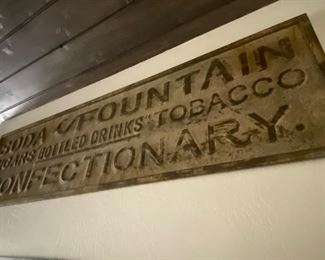 SODA FOUNTAIN
CIGARS "BOTTLED DRINKS" TOBACCO
CONFECTIONARY.